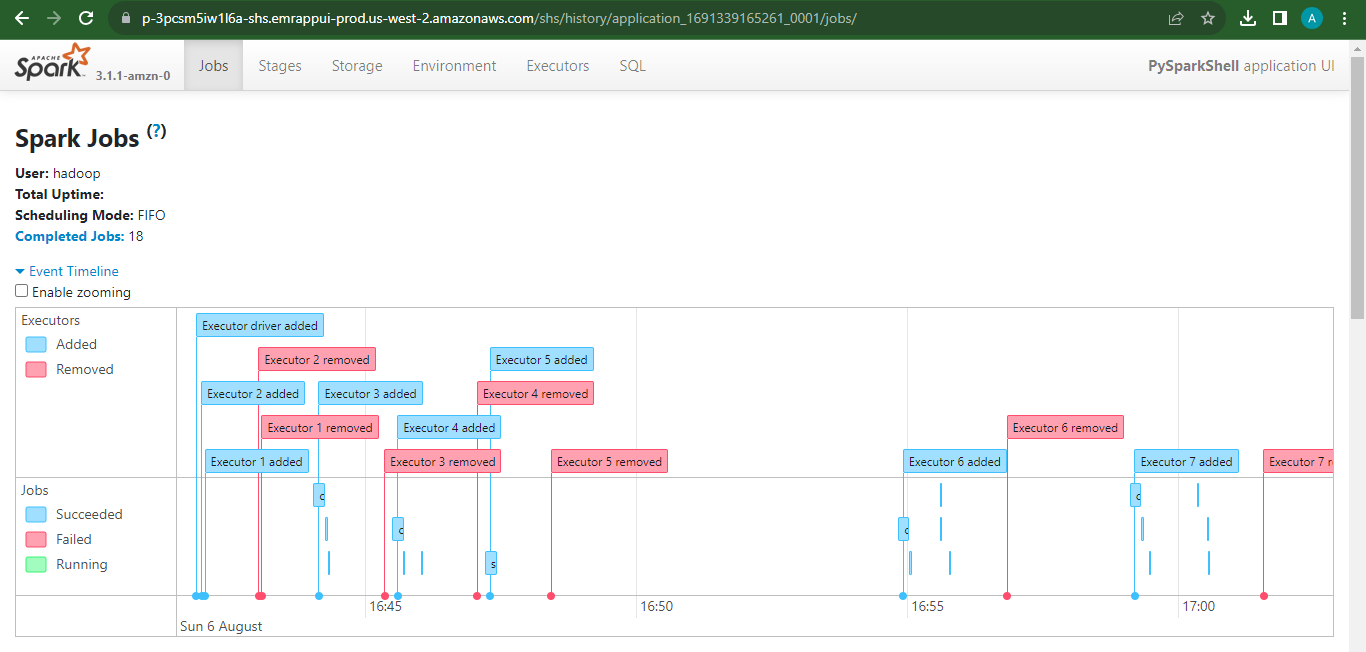 p-3pcsm5iw1l6a-shs.emrappui-prod.us-west-2.amazonaws.com/shs/history/application_1691339165261_0001/jobs/
A
APACHE
Spark 3.1.1-amzn-0 Jobs Stages Storage Environment Executors SQL PySparkShell application UI
Spark Jobs (?)
User: hadoop
Total Uptime:
Scheduling Mode: FIFO
Completed Jobs: 18
Event Timeline
Enable zooming
Executors
Added
Removed
Executor driver added
Executor 2 removed Executor 5 added
Executor 2 added Executor 3 added Executor 4 removed
Executor 1 removed Executor 4 added Executor 6 removed
Executor 1 added Executor 3 removed Executor 5 removed Executor 6 added Executor 7 added Executor 7 r
Jobs
Succeeded
Failed
Running
c c
c c
s
16:45 16:50 16:55 17:00
Sun 6 August